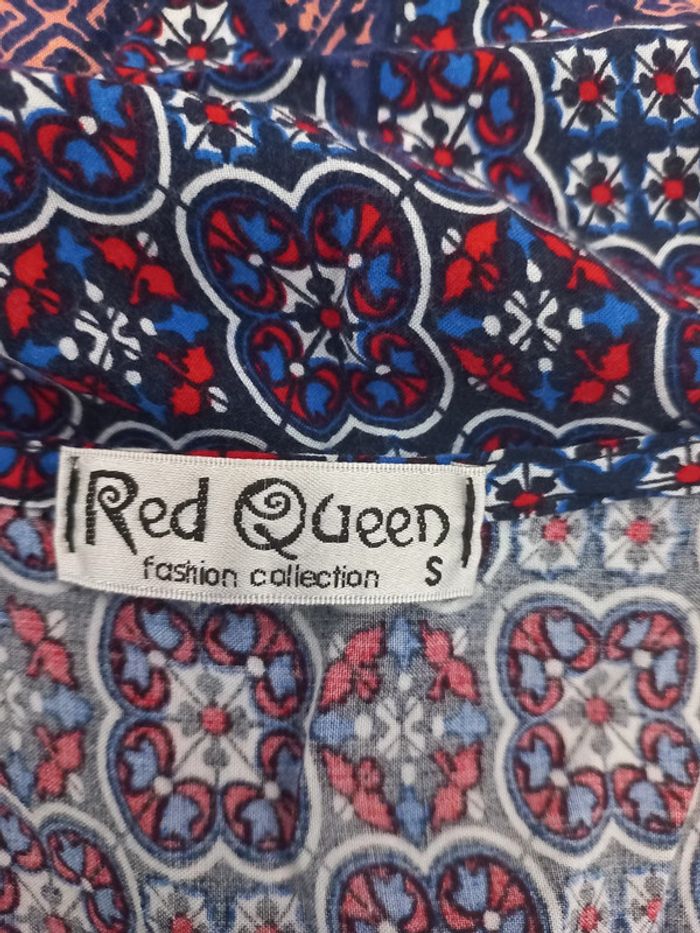 Red Queen
fashion collection S